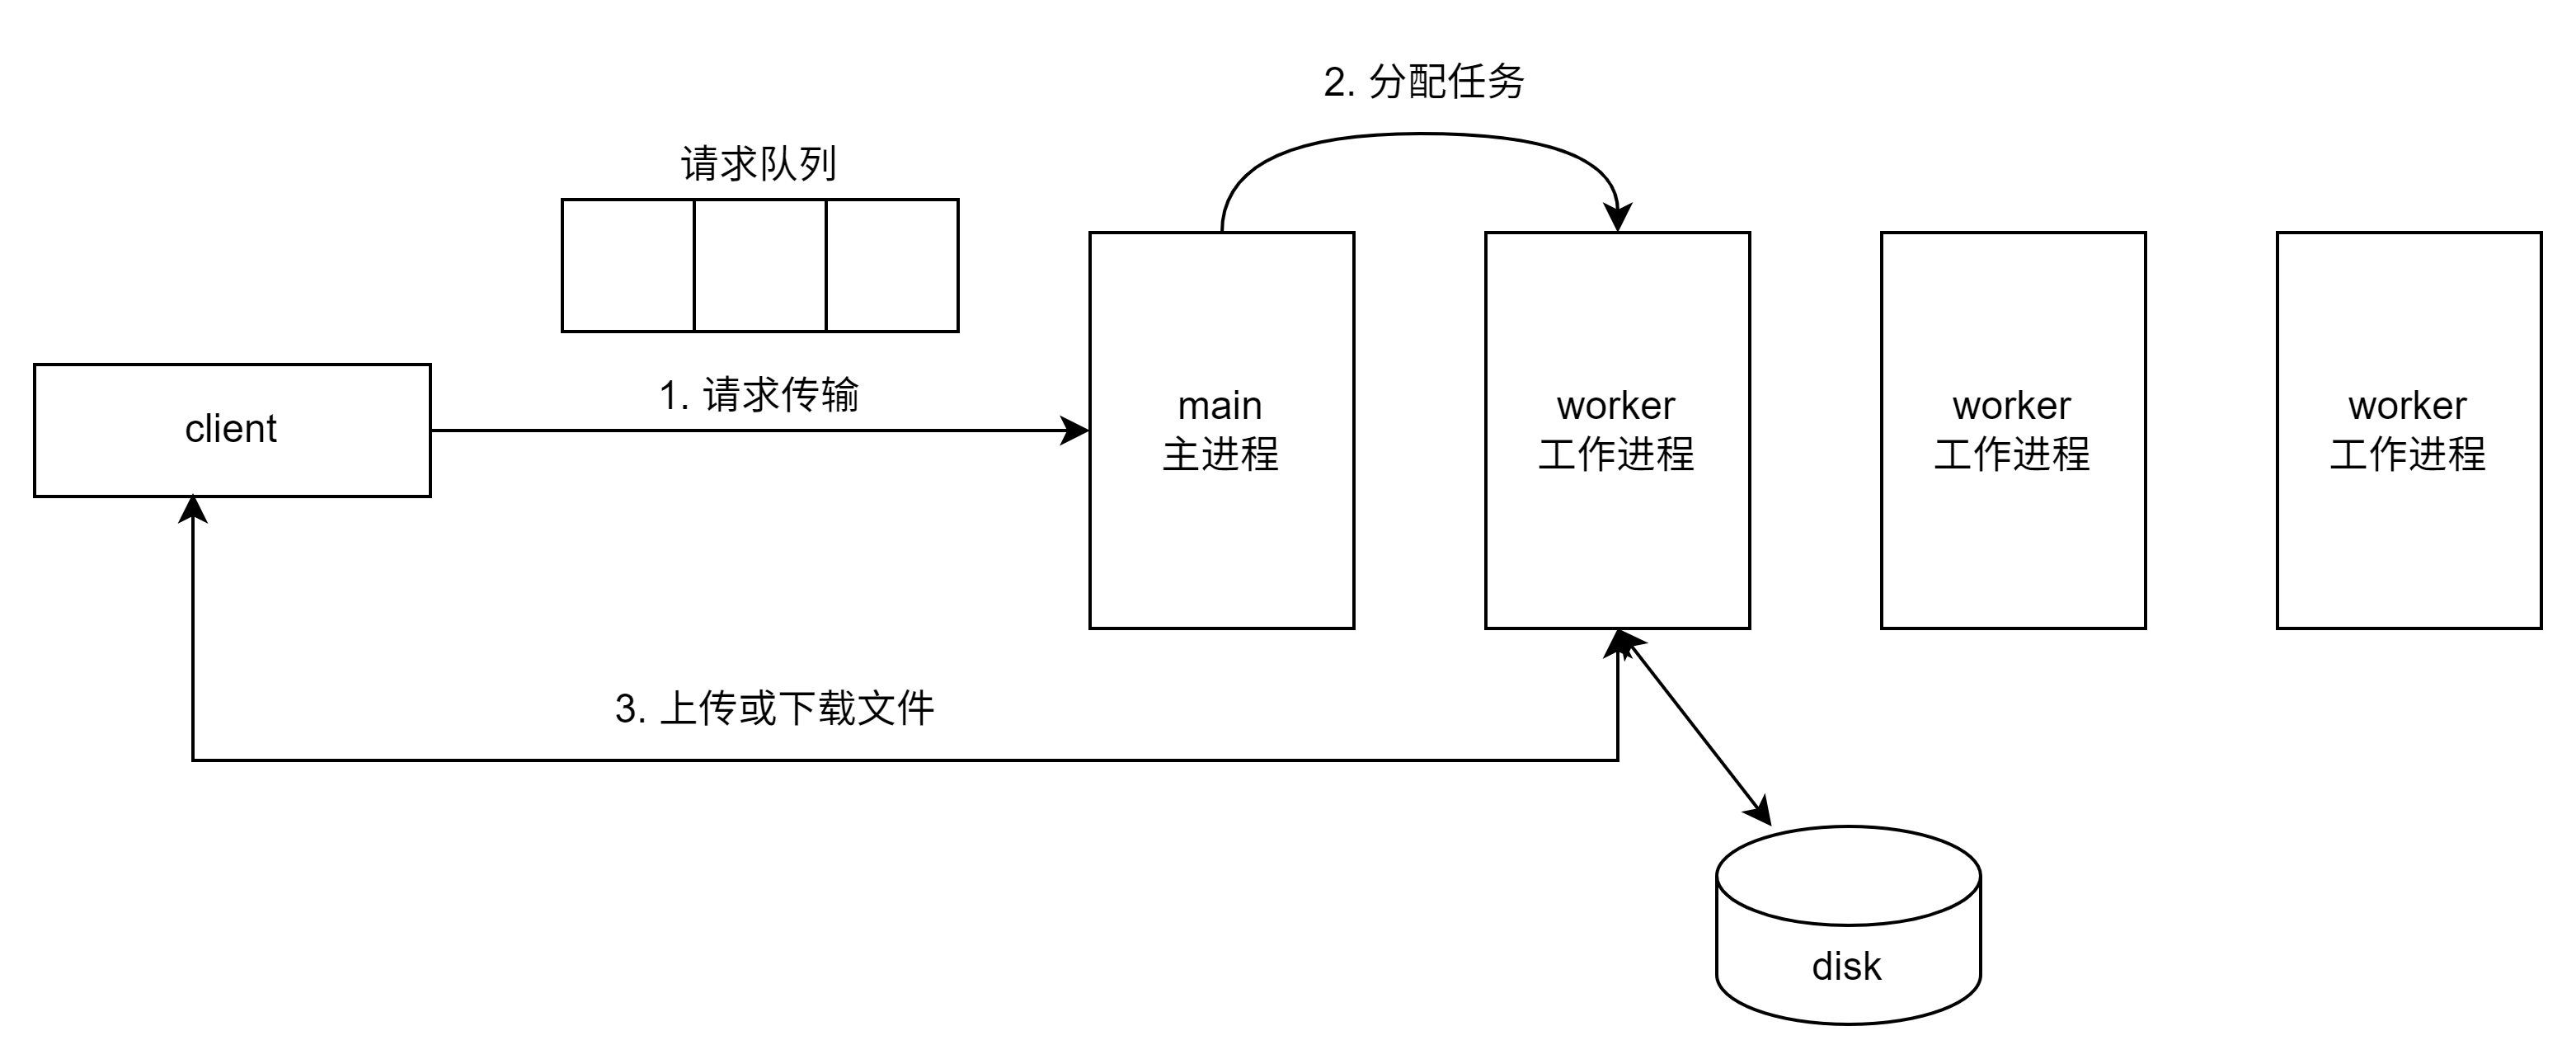 2. 分配任务
请求队列
1. 请求传输
client
main
主进程
worker
工作进程
worker
工作进程
worker
工作进程
3. 上传或下载文件
disk